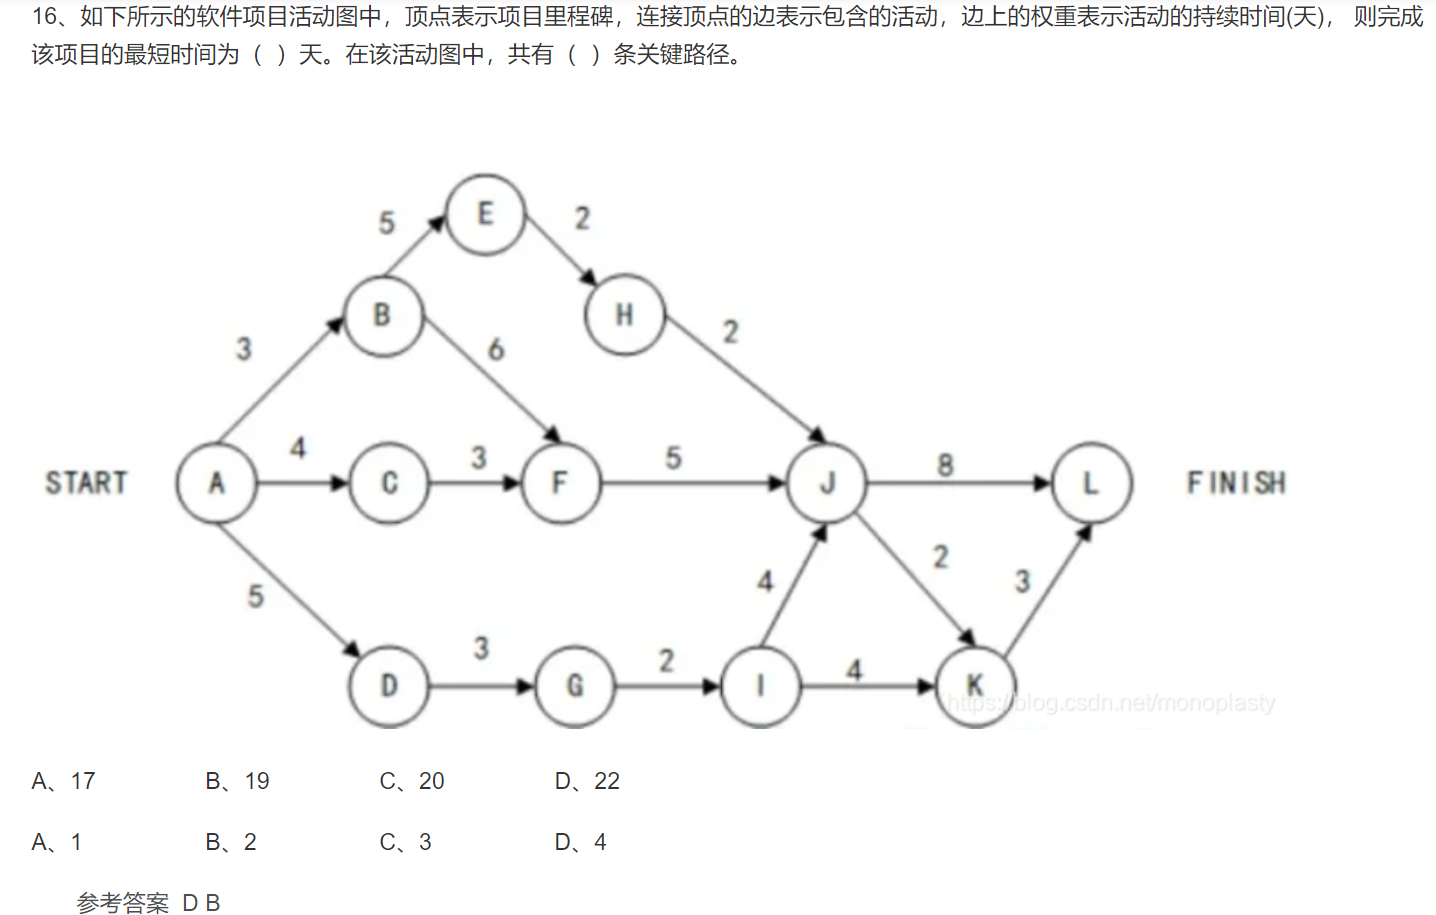 16、如下所示的软件项目活动图中，顶点表示项目里程碑，连接顶点的边表示包含的活动，边上的权重表示活动的持续时间(天)， 则完成
该项目的最短时间为（ ）天。在该活动图中，共有（ ）条关键路径。
E
5
2
B
H
3
6
2
4
3
5
8
START
A
C
F
J
L
FINISH
5
4
2
3
3
2
4
D
G
I
K
https://blog.csdn.net/monoplasty
A、17 B、19 C、20 D、22
A、1 B、2 C、3 D、4
参考答案 D B